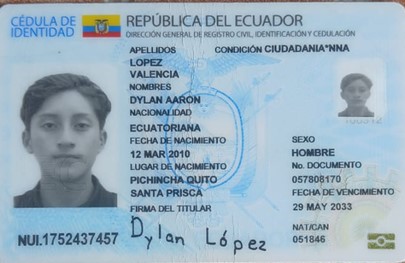 CÉDULA DE IDENTIDAD
REPÚBLICA DEL ECUADOR
DIRECCIÓN GENERAL DE REGISTRO CIVIL, IDENTIFICACIÓN Y CEDULACIÓN
APELLIDOS
CONDICIÓN CIUDADANIA*NNA
LOPEZ
VALENCIA
NOMBRES
DYLAN AARON
NACIONALIDAD
ECUATORIANA
FECHA DE NACIMIENTO
SEXO
12 MAR 2010
HOMBRE
LUGAR DE NACIMIENTO
No. DOCUMENTO
PICHINCHA QUITO
057808170
SANTA PRISCA
FECHA DE VENCIMIENTO
FIRMA DEL TITULAR
29 MAY 2033
NAT/CAN
NUI.1752437457
Dylan López
051846